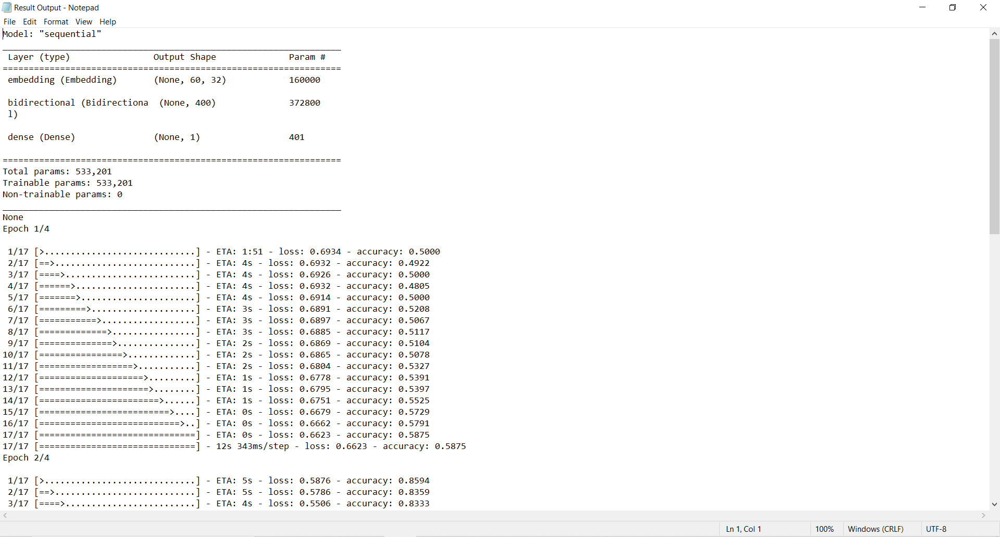 Result Output - Notepad
File Edit Format View Help
Model: "sequential"
_________________________________________________________________
 Layer (type)                Output Shape              Param #
=================================================================
 embedding (Embedding)       (None, 60, 32)            160000

 bidirectional (Bidirectiona  (None, 400)              372800
 l)

 dense (Dense)               (None, 1)                 401

=================================================================
Total params: 533,201
Trainable params: 533,201
Non-trainable params: 0
_________________________________________________________________
None
Epoch 1/4

 1/17 [>.............................] - ETA: 1:51 - loss: 0.6934 - accuracy: 0.5000
 2/17 [==>...........................] - ETA: 4s - loss: 0.6932 - accuracy: 0.4922
 3/17 [====>.........................] - ETA: 4s - loss: 0.6926 - accuracy: 0.5000
 4/17 [======>.......................] - ETA: 4s - loss: 0.6932 - accuracy: 0.4805
 5/17 [=======>......................] - ETA: 4s - loss: 0.6914 - accuracy: 0.5000
 6/17 [=========>....................] - ETA: 3s - loss: 0.6891 - accuracy: 0.5208
 7/17 [===========>..................] - ETA: 3s - loss: 0.6897 - accuracy: 0.5067
 8/17 [=============>................] - ETA: 3s - loss: 0.6885 - accuracy: 0.5117
 9/17 [==============>...............] - ETA: 2s - loss: 0.6869 - accuracy: 0.5104
10/17 [================>.............] - ETA: 2s - loss: 0.6865 - accuracy: 0.5078
11/17 [==================>...........] - ETA: 2s - loss: 0.6804 - accuracy: 0.5327
12/17 [====================>.........] - ETA: 1s - loss: 0.6778 - accuracy: 0.5391
13/17 [=====================>........] - ETA: 1s - loss: 0.6795 - accuracy: 0.5397
14/17 [=======================>......] - ETA: 1s - loss: 0.6751 - accuracy: 0.5525
15/17 [=========================>....] - ETA: 0s - loss: 0.6679 - accuracy: 0.5729
16/17 [===========================>..] - ETA: 0s - loss: 0.6662 - accuracy: 0.5791
17/17 [==============================] - ETA: 0s - loss: 0.6623 - accuracy: 0.5875
17/17 [==============================] - 12s 343ms/step - loss: 0.6623 - accuracy: 0.5875
Epoch 2/4

 1/17 [>.............................] - ETA: 5s - loss: 0.5876 - accuracy: 0.8594
 2/17 [==>...........................] - ETA: 5s - loss: 0.5786 - accuracy: 0.8359
 3/17 [====>.........................] - ETA: 4s - loss: 0.5506 - accuracy: 0.8333
Ln 1, Col 1 100% Windows (CRLF) UTF-8